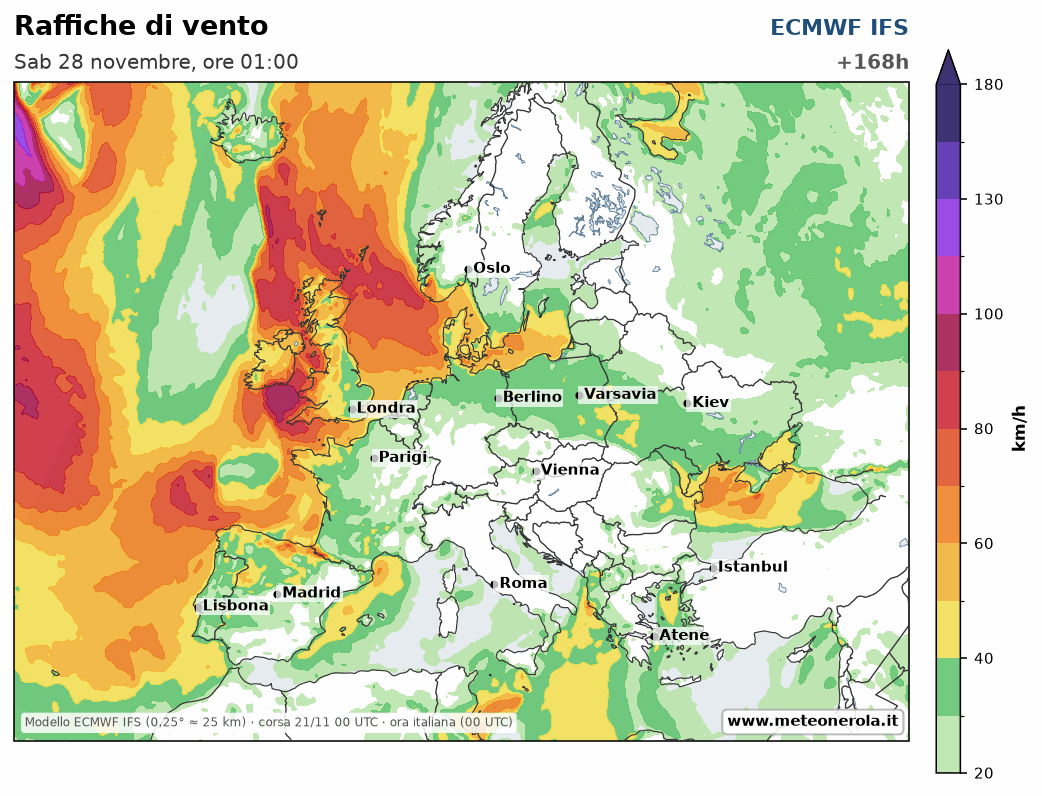 Raffiche di vento
ECMWF IFS
Sab 28 novembre, ore 01:00
+168h
180
130
100
80
60
40
20
km/h
Oslo
Londra
Berlino
Varsavia
Kiev
Parigi
Vienna
Istanbul
Roma
Madrid
Lisbona
Atene
Modello ECMWF IFS (0,25° ≈ 25 km) · corsa 21/11 00 UTC · ora italiana (00 UTC)
www.meteonerola.it